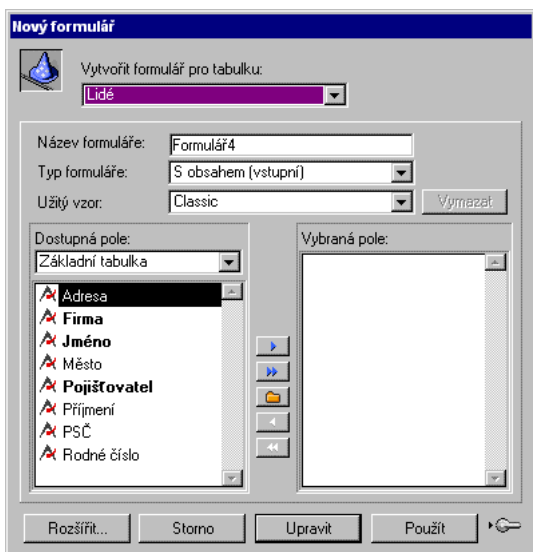 Nový formulář
Vytvořit formulář pro tabulku:
Lidé
Název formuláře: Formulář4
Typ formuláře: S obsahem (vstupní)
Užitý vzor: Classic Vymazat
Dostupná pole: Vybraná pole:
Základní tabulka
Adresa
Firma
Jméno
Město
Pojišťovatel
Příjmení
PSČ
Rodné číslo
Rozšířit... Storno Upravit Použít